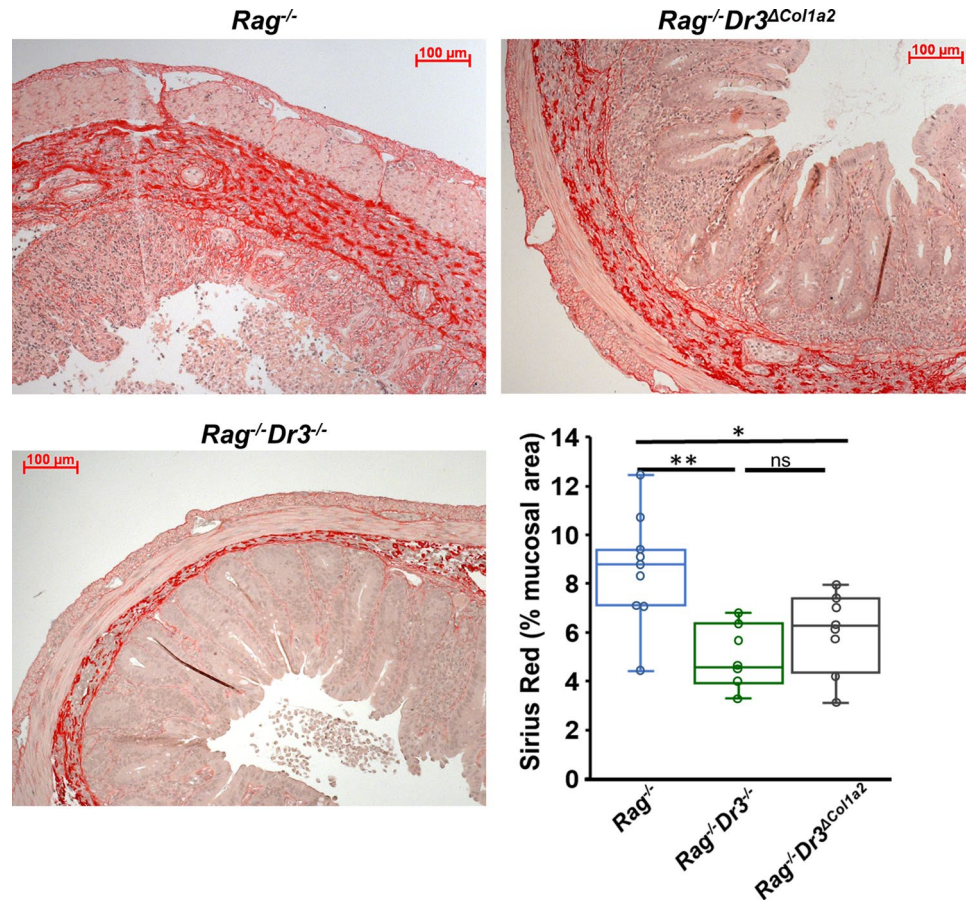 Rag-/-
Rag-/-Dr3ΔCol1a2
100 µm
100 µm
Rag-/-Dr3-/-
100 µm
Sirius Red (% mucosal area)
14
12
10
8
6
4
2
0
*
**
ns
Rag-/-
Rag-/-Dr3-/-
Rag-/-Dr3ΔCol1a2